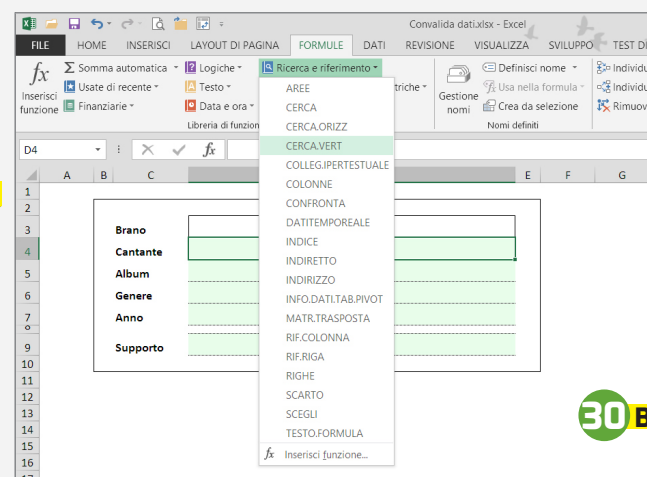 Convalida dati.xlsx - Excel
FILE HOME INSERISCI LAYOUT DI PAGINA FORMULE DATI REVISIONE VISUALIZZA SVILUPPO TEST
fx
Inserisci funzione
Σ Somma automatica
Usata di recente
Finanziarie
? Logiche
A Testo
Data e ora
Ricerca e riferimento
triche
Libreria di funzion
Gestione nomi
Definisci nome
Usa nella formula
Crea da selezione
Nomi definiti
Individu
Individu
Rimuov
D4
fx
A B C E F G
1
2
3 Brano
4 Cantante
5 Album
6 Genere
7 Anno
8
9 Supporto
10
11
12
13
14
15
16
17
AREE
CERCA
CERCA.ORIZZ
CERCA.VERT
COLLEG.IPERTESTUALE
COLONNE
CONFRONTA
DATITEMPOREALE
INDICE
INDIRETTO
INDIRIZZO
INFO.DATI.TAB.PIVOT
MATR.TRASPOSTA
RIF.COLONNA
RIF.RIGA
RIGHE
SCARTO
SCEGLI
TESTO.FORMULA
fx Inserisci funzione...
30 B